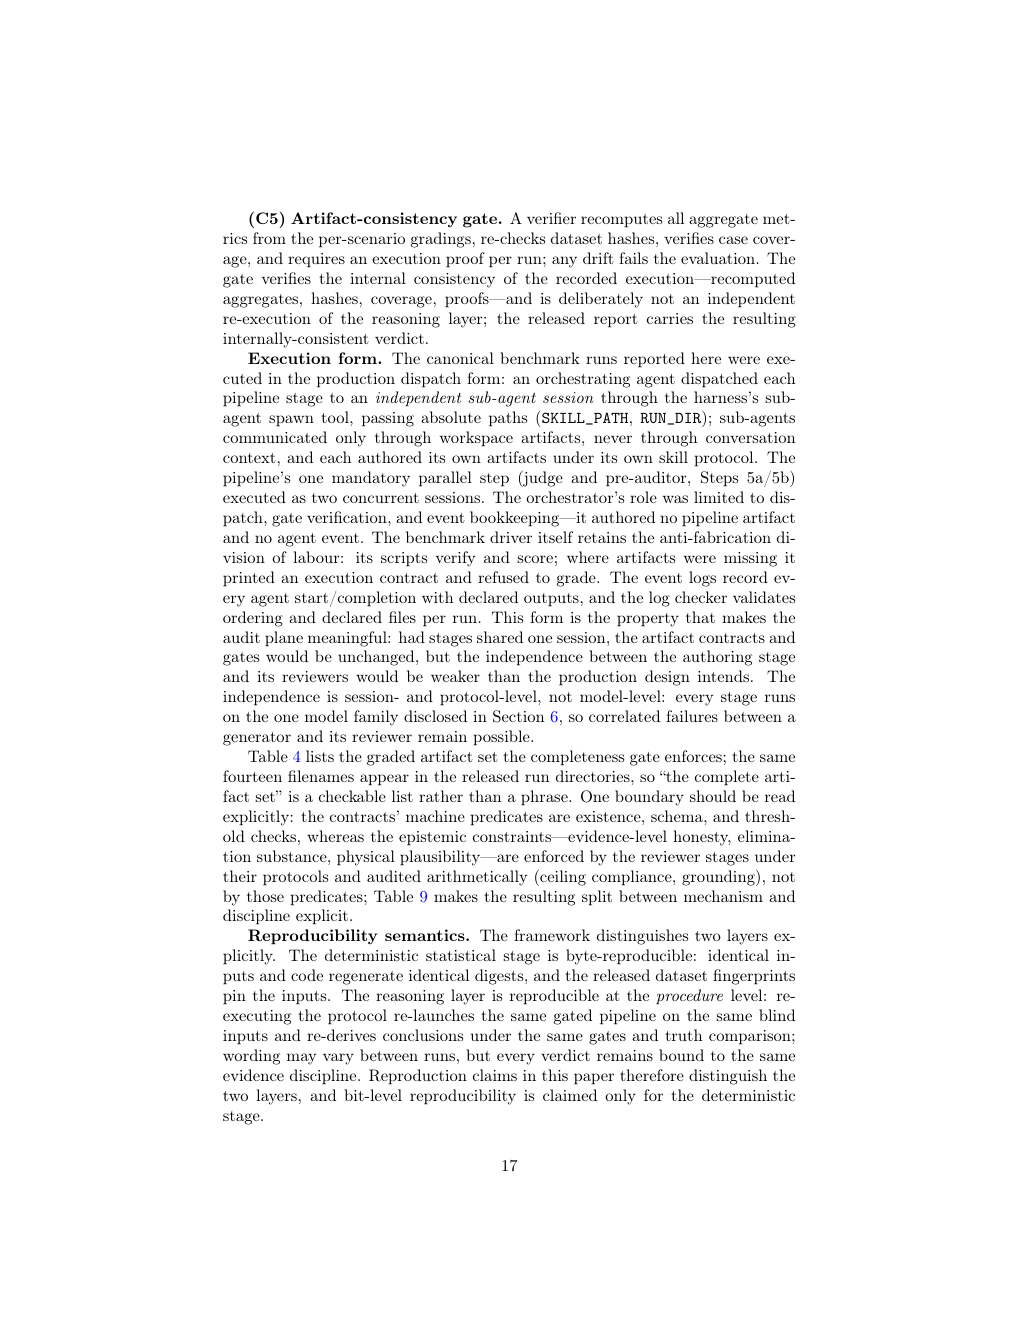 (C5) Artifact-consistency gate. A verifier recomputes all aggregate met-
rics from the per-scenario gradings, re-checks dataset hashes, verifies case cover-
age, and requires an execution proof per run; any drift fails the evaluation. The
gate verifies the internal consistency of the recorded execution—recomputed
aggregates, hashes, coverage, proofs—and is deliberately not an independent
re-execution of the reasoning layer; the released report carries the resulting
internally-consistent verdict.
Execution form. The canonical benchmark runs reported here were exe-
cuted in the production dispatch form: an orchestrating agent dispatched each
pipeline stage to an independent sub-agent session through the harness’s sub-
agent spawn tool, passing absolute paths (SKILL_PATH, RUN_DIR); sub-agents
communicated only through workspace artifacts, never through conversation
context, and each authored its own artifacts under its own skill protocol. The
pipeline’s one mandatory parallel step (judge and pre-auditor, Steps 5a/5b)
executed as two concurrent sessions. The orchestrator’s role was limited to dis-
patch, gate verification, and event bookkeeping—it authored no pipeline artifact
and no agent event. The benchmark driver itself retains the anti-fabrication di-
vision of labour: its scripts verify and score; where artifacts were missing it
printed an execution contract and refused to grade. The event logs record ev-
ery agent start/completion with declared outputs, and the log checker validates
ordering and declared files per run. This form is the property that makes the
audit plane meaningful: had stages shared one session, the artifact contracts and
gates would be unchanged, but the independence between the authoring stage
and its reviewers would be weaker than the production design intends. The
independence is session- and protocol-level, not model-level: every stage runs
on the one model family disclosed in Section 6, so correlated failures between a
generator and its reviewer remain possible.
Table 4 lists the graded artifact set the completeness gate enforces; the same
fourteen filenames appear in the released run directories, so “the complete arti-
fact set” is a checkable list rather than a phrase. One boundary should be read
explicitly: the contracts’ machine predicates are existence, schema, and thresh-
old checks, whereas the epistemic constraints—evidence-level honesty, elimina-
tion substance, physical plausibility—are enforced by the reviewer stages under
their protocols and audited arithmetically (ceiling compliance, grounding), not
by those predicates; Table 9 makes the resulting split between mechanism and
discipline explicit.
Reproducibility semantics. The framework distinguishes two layers ex-
plicitly. The deterministic statistical stage is byte-reproducible: identical in-
puts and code regenerate identical digests, and the released dataset fingerprints
pin the inputs. The reasoning layer is reproducible at the procedure level: re-
executing the protocol re-launches the same gated pipeline on the same blind
inputs and re-derives conclusions under the same gates and truth comparison;
wording may vary between runs, but every verdict remains bound to the same
evidence discipline. Reproduction claims in this paper therefore distinguish the
two layers, and bit-level reproducibility is claimed only for the deterministic
stage.
17